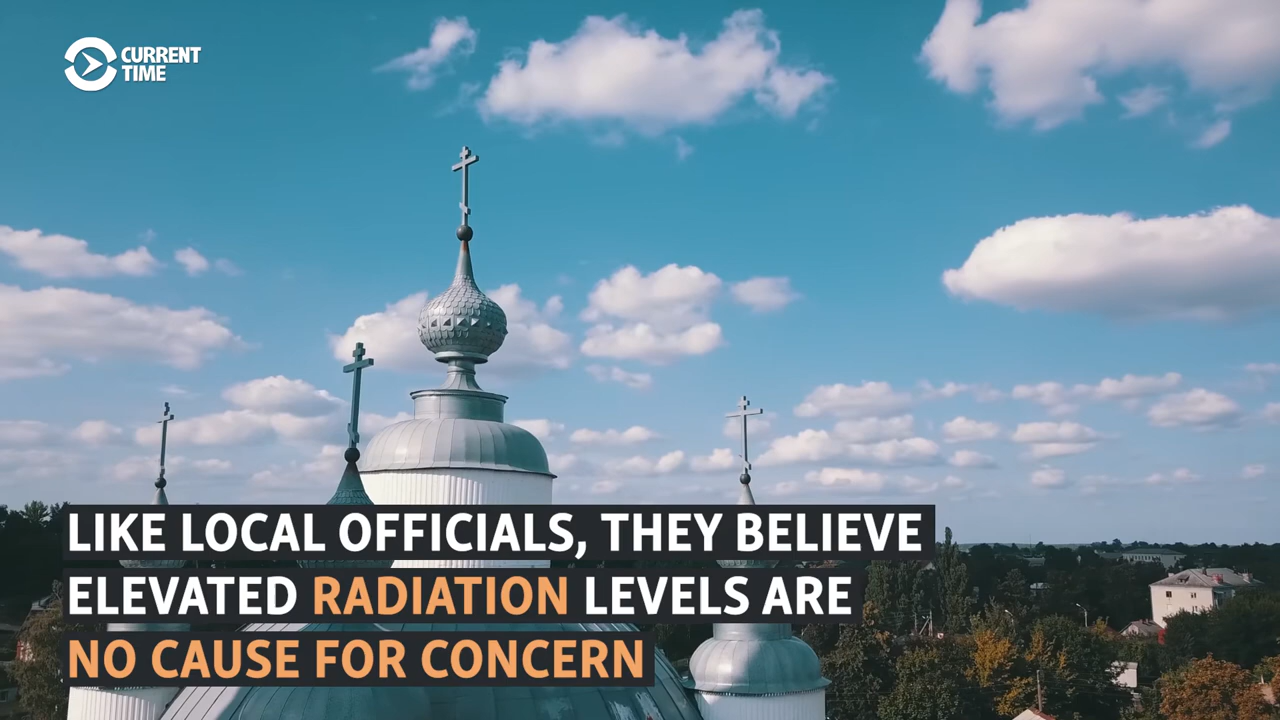 CURRENT
TIME
LIKE LOCAL OFFICIALS, THEY BELIEVE
ELEVATED RADIATION LEVELS ARE
NO CAUSE FOR CONCERN